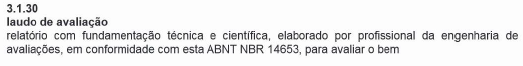 3.1.30
laudo de avaliação
relatório com fundamentação técnica e científica, elaborado por profissional da engenharia de
avaliações, em conformidade com esta ABNT NBR 14653, para avaliar o bem